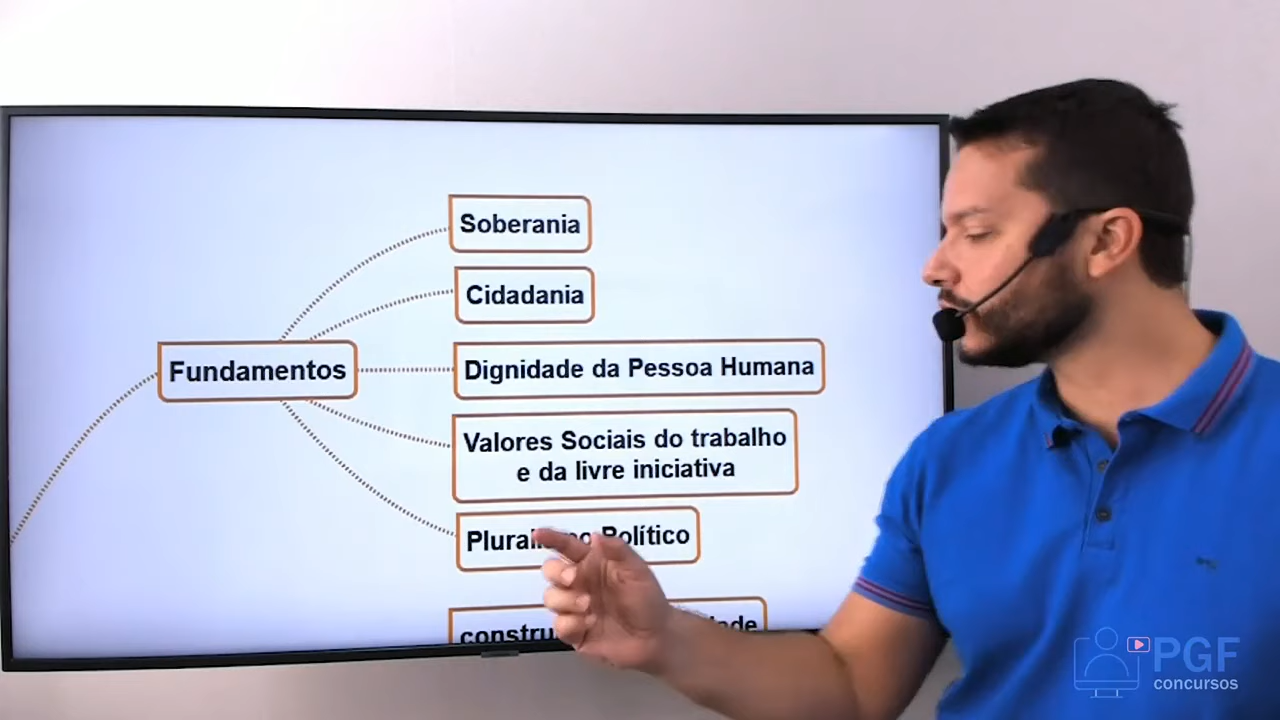 Soberania
Cidadania
Fundamentos
Dignidade da Pessoa Humana
Valores Sociais do trabalho
e da livre iniciativa
Político
PGF
concursos